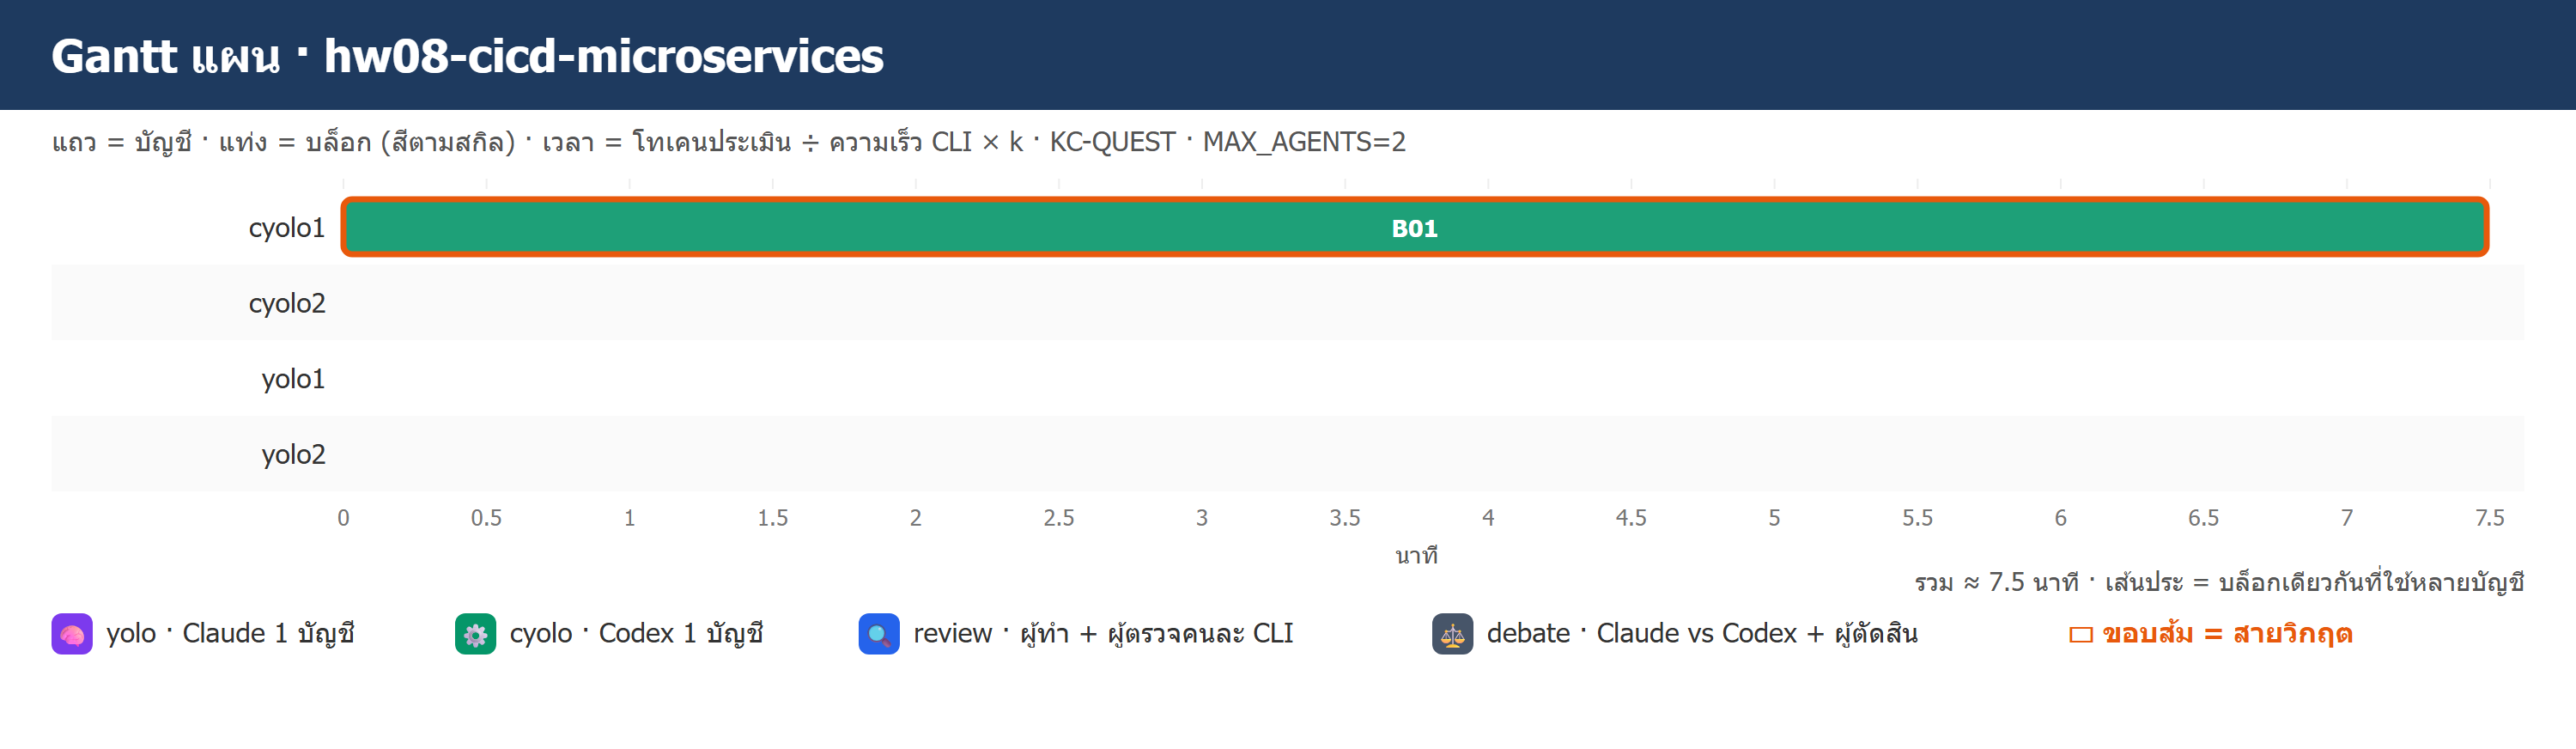 Gantt แผน · hw08-cicd-microservices
แถว = บัญชี · แท่ง = บล็อก (สีตามสกิล) · เวลา = โทเคนประเมิน ÷ ความเร็ว CLI × k · KC-QUEST · MAX_AGENTS=2
cyolo1
B01
cyolo2
yolo1
yolo2
0 0.5 1 1.5 2 2.5 3 3.5 4 4.5 5 5.5 6 6.5 7 7.5
นาที
รวม ≈ 7.5 นาที · เส้นประ = บล็อกเดียวกันที่ใช้หลายบัญชี
yolo · Claude 1 บัญชี cyolo · Codex 1 บัญชี review · ผู้ทำ + ผู้ตรวจคนละ CLI debate · Claude vs Codex + ผู้ตัดสิน ขอบส้ม = สายวิกฤต